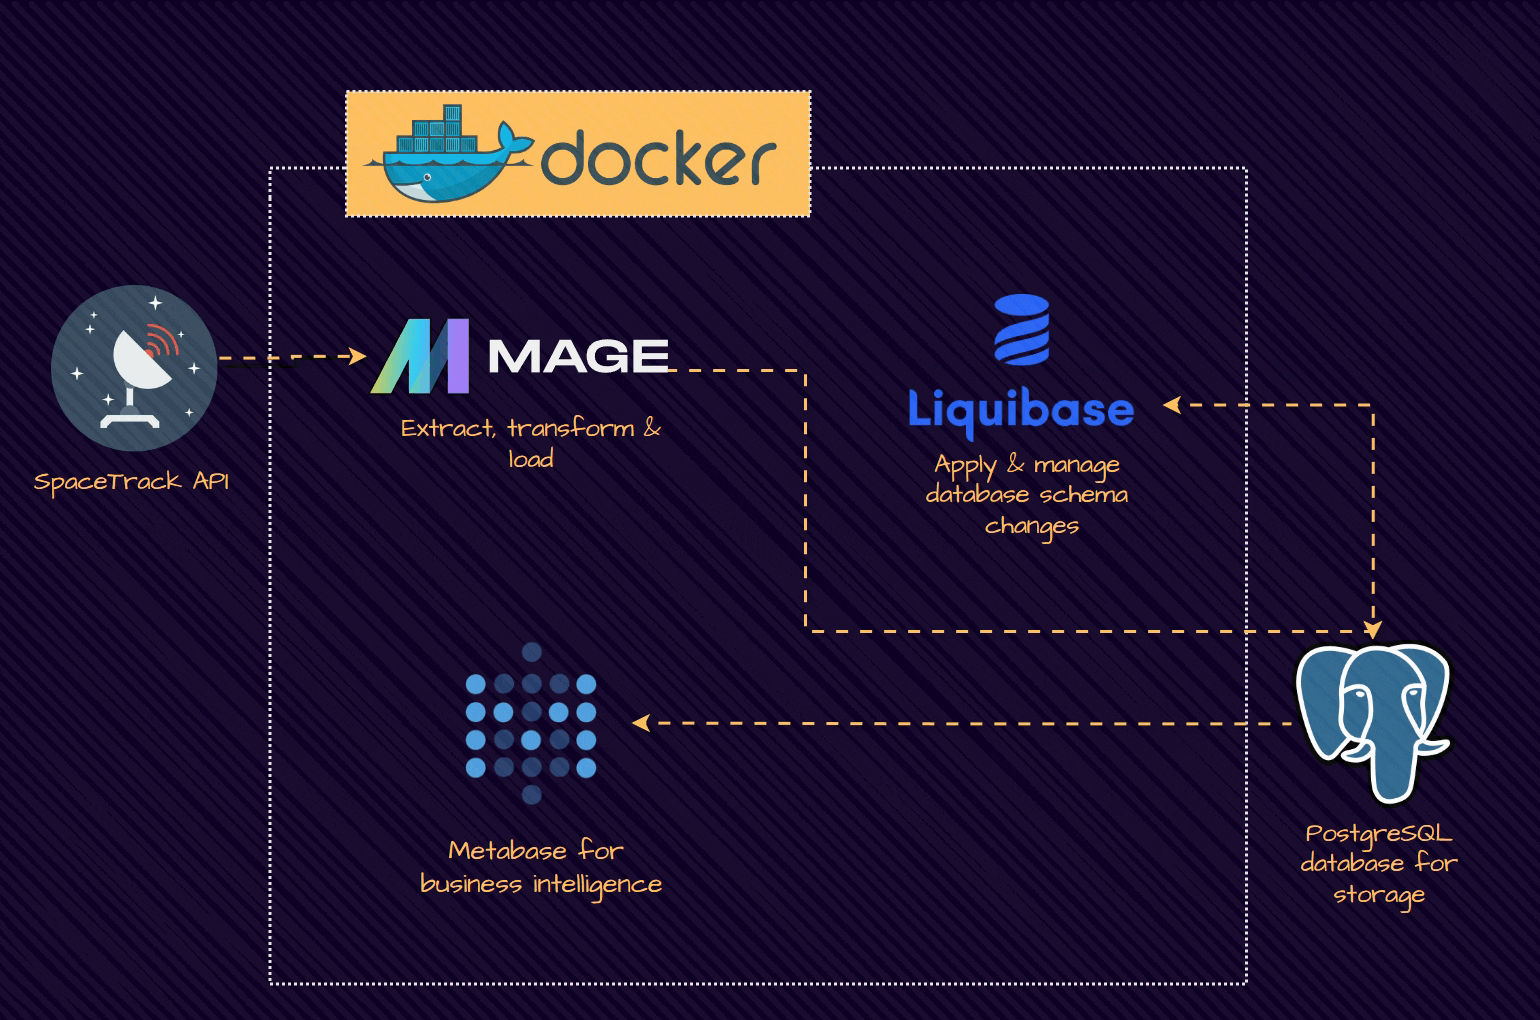 docker
MAGE
Extract, transform &
load
SpaceTrack API
Liquibase
Apply & manage
database schema
changes
Metabase for
business intelligence
PostgreSQL
database for
storage